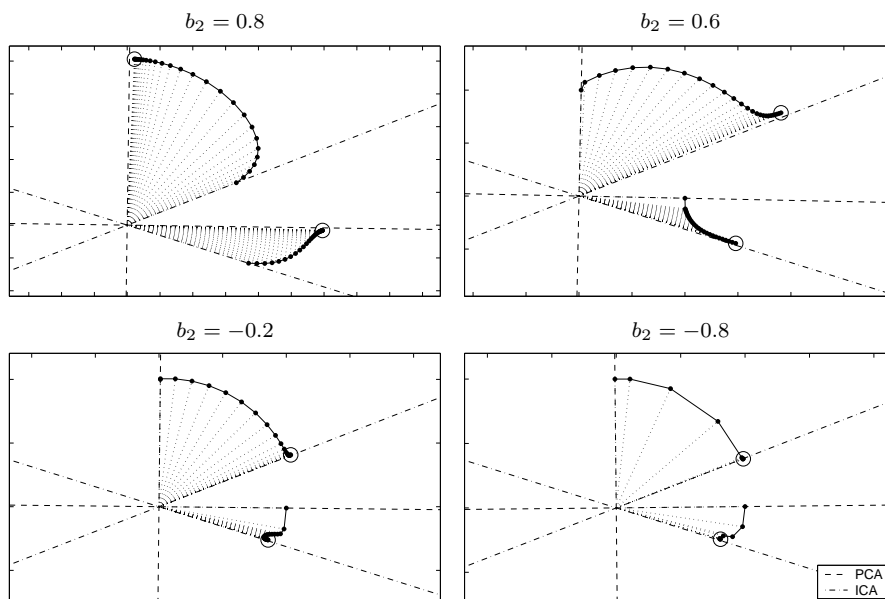 b₂ = 0.8
b₂ = 0.6
b₂ = −0.2
b₂ = −0.8
PCA
ICA